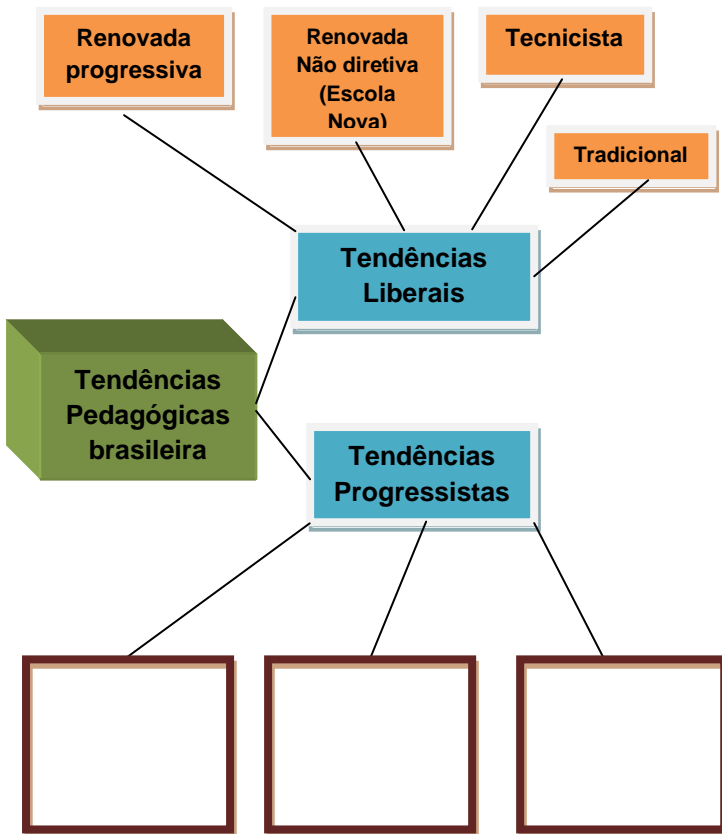 Renovada
progressiva
Renovada
Não diretiva
(Escola
Nova)
Tecnicista
Tradicional
Tendências
Liberais
Tendências
Pedagógicas
brasileira
Tendências
Progressistas